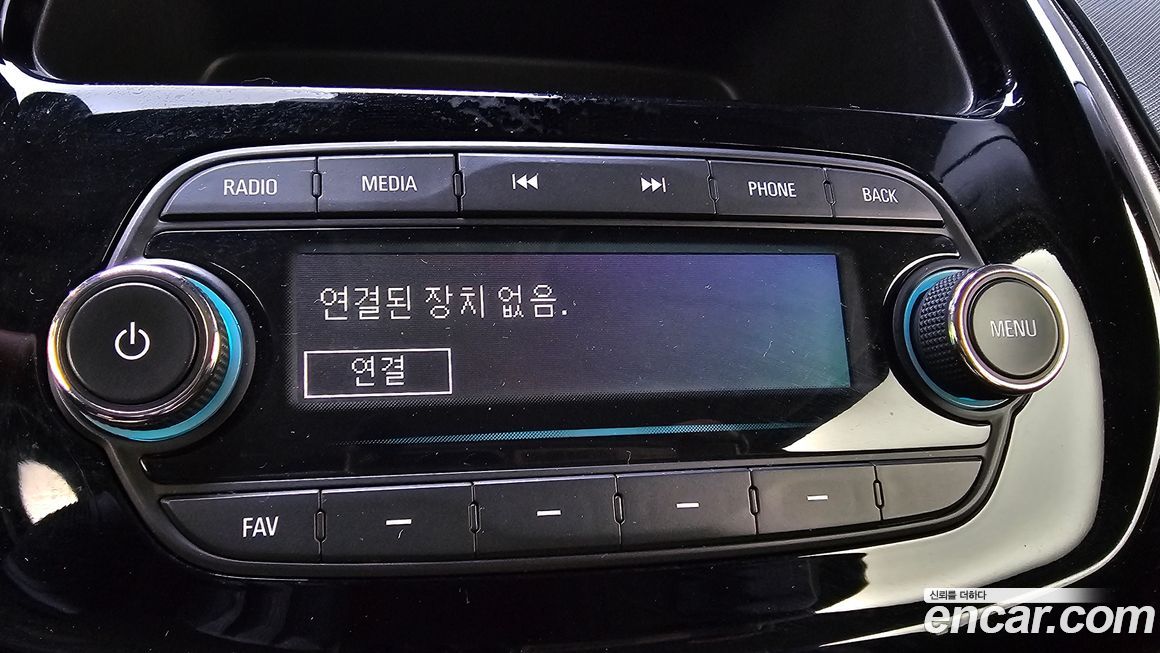 RADIO MEDIA PHONE BACK
연결된 장치 없음.
MENU
연결
FAV
신뢰를 더하다
encar.com